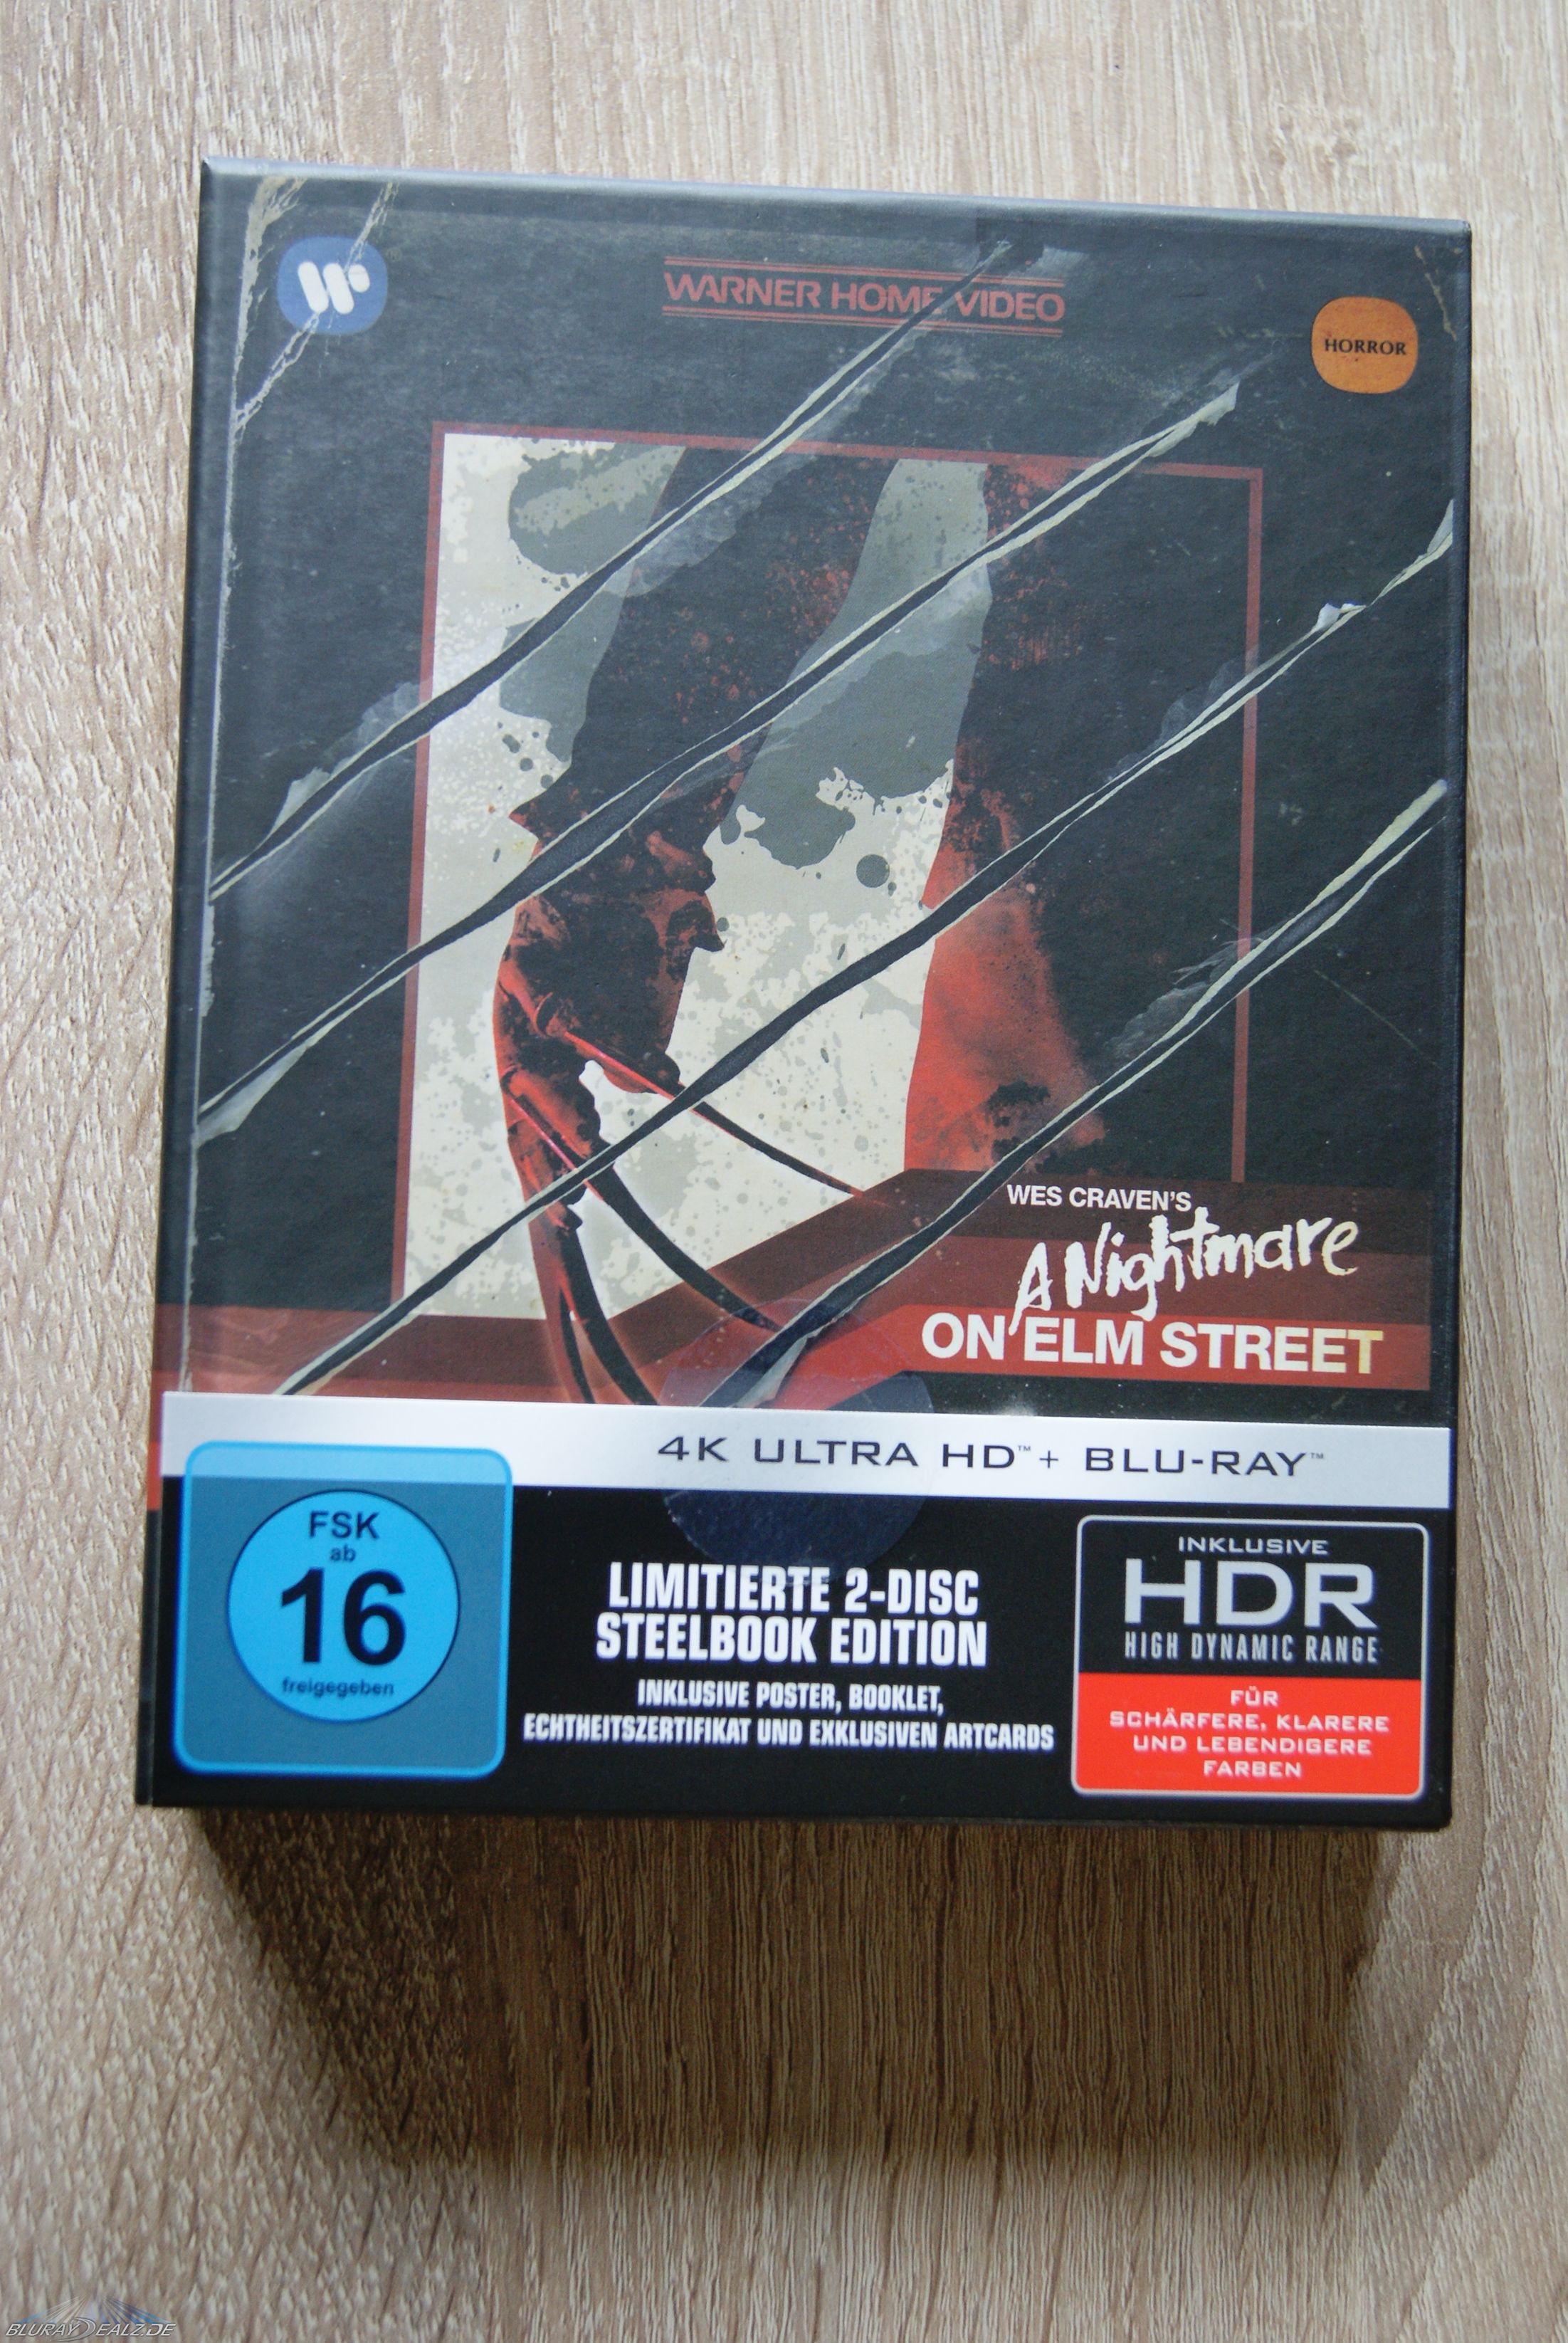 WARNER HOME VIDEO
HORROR
WES CRAVEN'S
A Nightmare
ON ELM STREET
4K ULTRA HD™ + BLU-RAY™
FSK
ab
16
freigegeben
LIMITIERTE 2-DISC
STEELBOOK EDITION
INKLUSIVE POSTER, BOOKLET,
ECHTHEITSZERTIFIKAT UND EXKLUSIVEN ARTCARDS
INKLUSIVE
HDR
HIGH DYNAMIC RANGE
FÜR
SCHÄRFERE, KLARERE
UND LEBENDIGERE
FARBEN
BLURAYDEALZ.DE